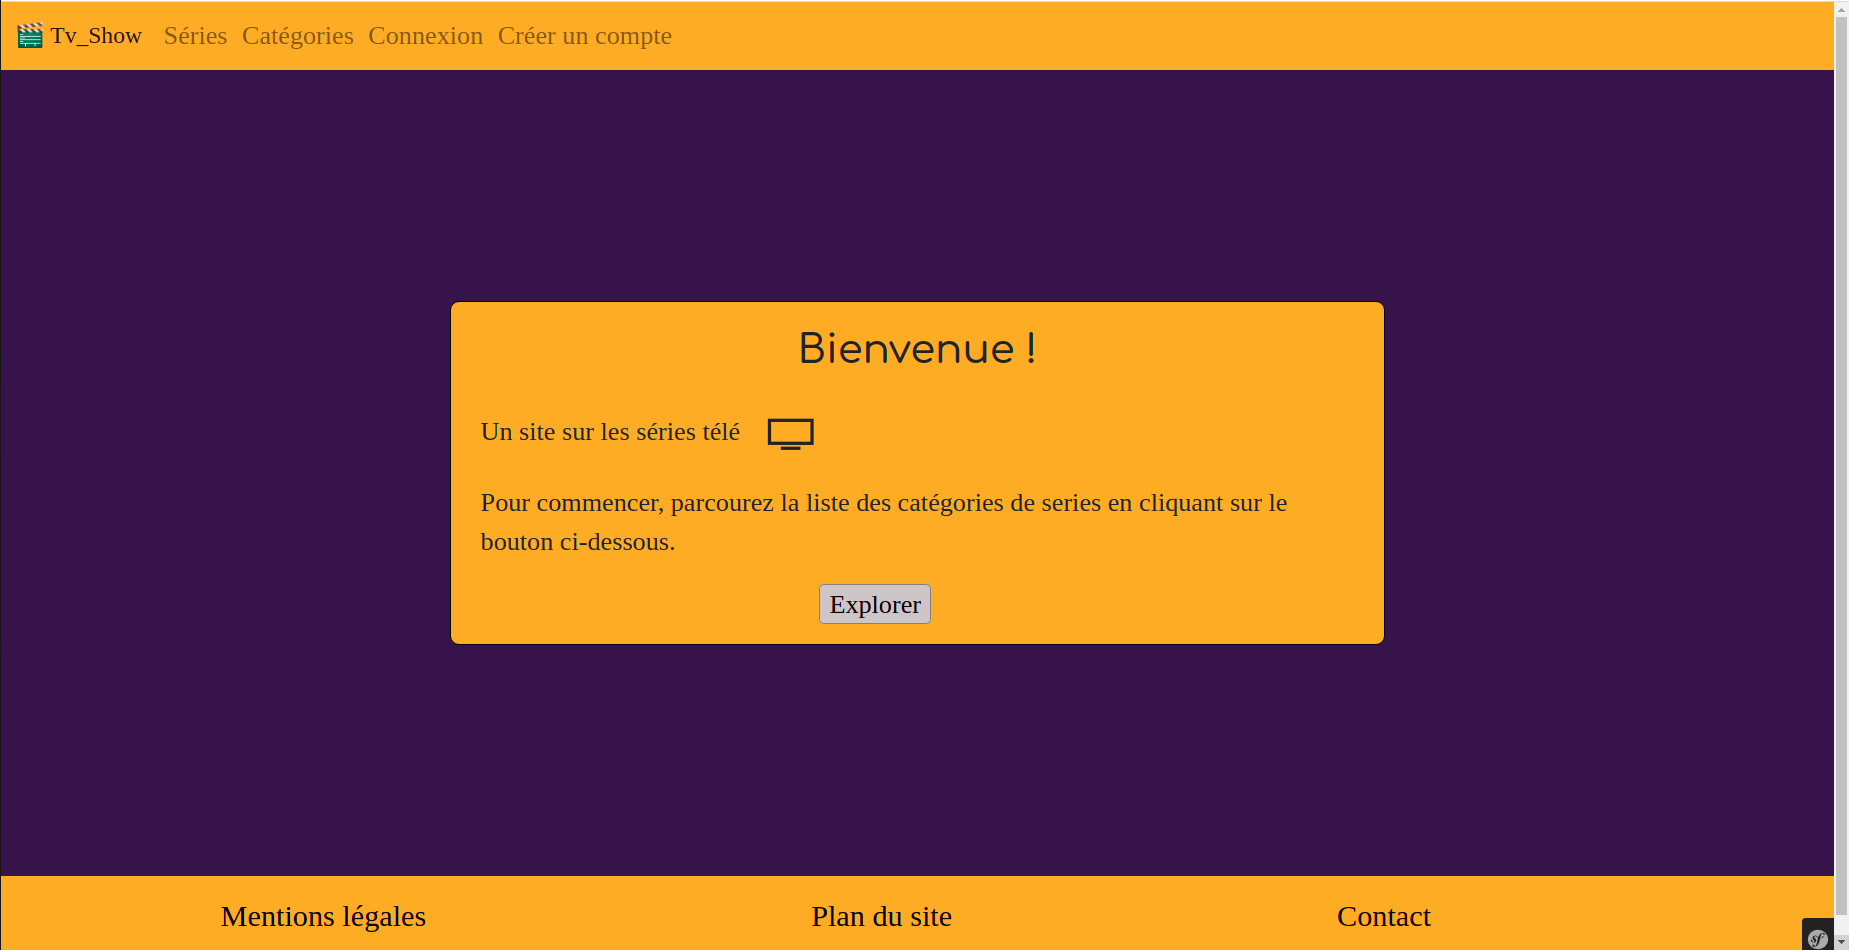 Tv_Show Séries Catégories Connexion Créer un compte
Bienvenue !
Un site sur les séries télé
Pour commencer, parcourez la liste des catégories de series en cliquant sur le
bouton ci-dessous.
Explorer
Mentions légales Plan du site Contact
sf